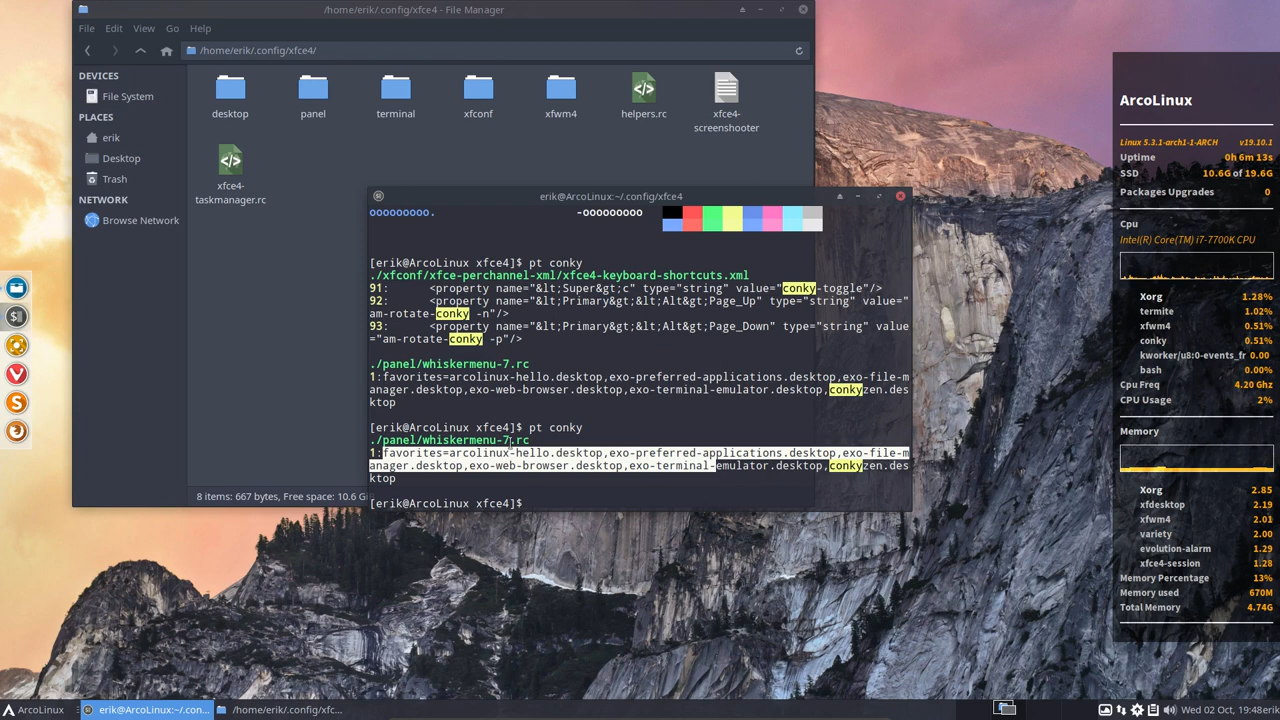 /home/erik/.config/xfce4 - File Manager
File Edit View Go Help
/home/erik/.config/xfce4/
DEVICES
File System
PLACES
erik
Desktop
Trash
NETWORK
Browse Network
desktop
panel
terminal
xfconf
xfwm4
helpers.rc
xfce4-
screenshooter
xfce4-
taskmanager.rc
8 items: 667 bytes, Free space: 10.6 Gi
erik@ArcoLinux:~/.config/xfce4
ooooooooo. -ooooooooo
[erik@ArcoLinux xfce4]$ pt conky
./xfconf/xfce-perchannel-xml/xfce4-keyboard-shortcuts.xml
91: <property name="&lt;Super&gt;c" type="string" value="conky-toggle"/>
92: <property name="&lt;Primary&gt;&lt;Alt&gt;Page_Up" type="string" value="
am-rotate-conky -n"/>
93: <property name="&lt;Primary&gt;&lt;Alt&gt;Page_Down" type="string" value
="am-rotate-conky -p"/>
./panel/whiskermenu-7.rc
1:favorites=arcolinux-hello.desktop,exo-preferred-applications.desktop,exo-file-m
anager.desktop,exo-web-browser.desktop,exo-terminal-emulator.desktop,conkyzen.des
ktop
[erik@ArcoLinux xfce4]$ pt conky
./panel/whiskermenu-7.rc
1:favorites=arcolinux-hello.desktop,exo-preferred-applications.desktop,exo-file-m
anager.desktop,exo-web-browser.desktop,exo-terminal-emulator.desktop,conkyzen.des
ktop
[erik@ArcoLinux xfce4]$
ArcoLinux
Linux 5.3.1-arch1-1-ARCH v19.10.1
Uptime 0h 6m 13s
SSD 10.6G of 19.6G
Packages Upgrades 0
Cpu
Intel(R) Core(TM) i7-7700K CPU
Xorg 1.28%
termite 1.02%
xfwm4 0.51%
conky 0.51%
kworker/u8:0-events_fr 0.00
bash 0.00%
Cpu Freq 4.20 Ghz
CPU Usage 2%
Memory
Xorg 2.85
xfdesktop 2.19
xfwm4 2.01
variety 2.00
evolution-alarm 1.29
xfce4-session 1.28
Memory Percentage 13%
Memory used 670M
Total Memory 4.74G
ArcoLinux
erik@ArcoLinux:~/.con...
/home/erik/.config/xfc...
Wed 02 Oct, 19:48 erik